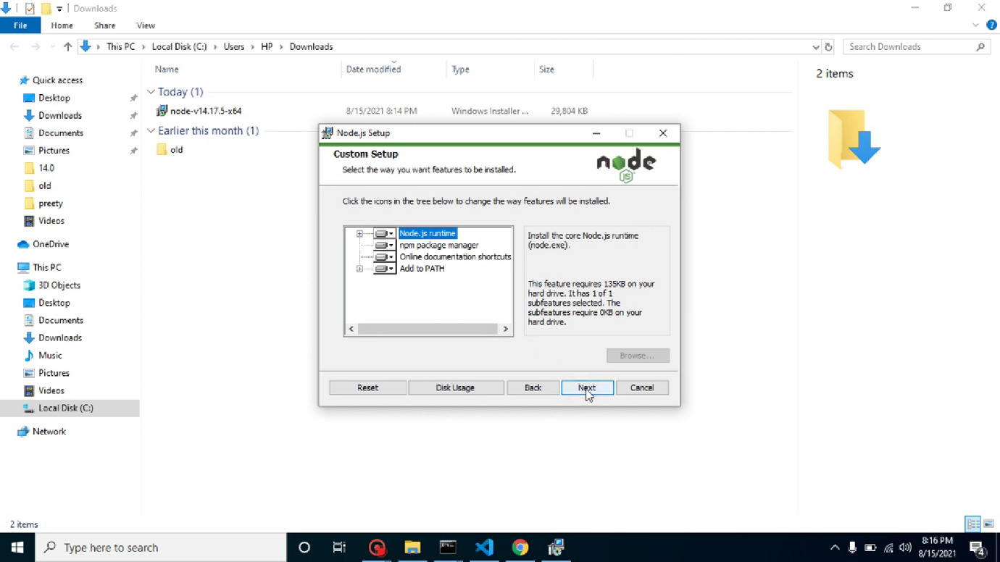 Downloads
File
Home
Share
View
This PC
Local Disk (C:)
Users
HP
Downloads
Search Downloads
Name
Date modified
Type
Size
Today (1)
node-v14.17.5-x64
8/15/2021 8:14 PM
Windows Installer ...
29,804 KB
Earlier this month (1)
old
2 items
Quick access
Desktop
Downloads
Documents
Pictures
14.0
old
preety
Videos
OneDrive
This PC
3D Objects
Desktop
Documents
Downloads
Music
Pictures
Videos
Local Disk (C:)
Network
Node.js Setup
Custom Setup
Select the way you want features to be installed.
node
JS
Click the icons in the tree below to change the way features will be installed.
Node.js runtime
npm package manager
Online documentation shortcuts
Add to PATH
Install the core Node.js runtime
(node.exe).
This feature requires 135KB on your
hard drive. It has 1 of 1
subfeatures selected. The
subfeatures require 0KB on your
hard drive.
Browse...
Reset
Disk Usage
Back
Next
Cancel
2 items
Type here to search
8:16 PM
8/15/2021
4